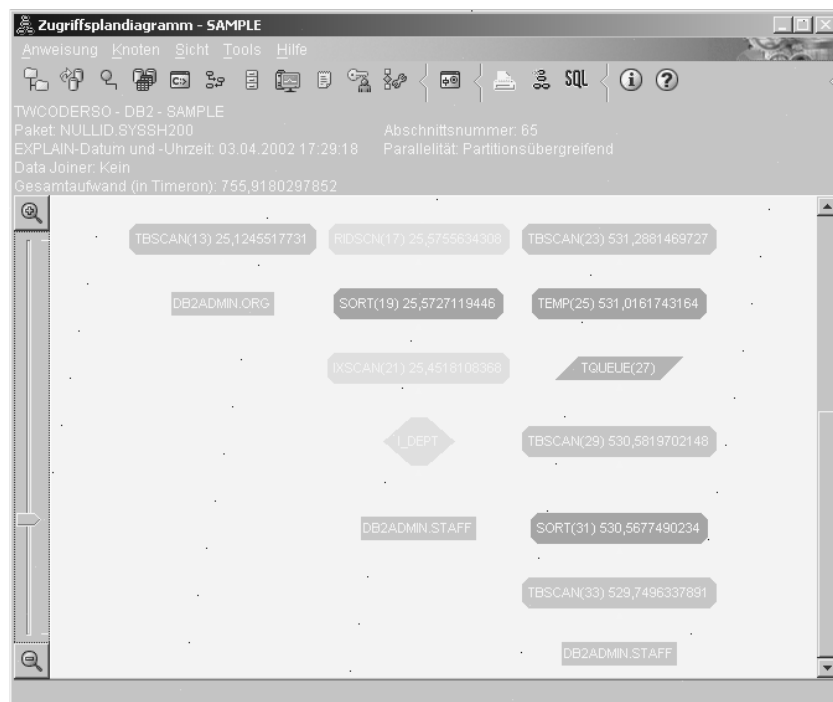 Zugriffsplandiagramm - SAMPLE
Anweisung Knoten Sicht Tools Hilfe
SQL
TWCODERSO - DB2 - SAMPLE
Paket: NULLID.SYSSH200 Abschnittsnummer: 65
EXPLAIN-Datum und -Uhrzeit: 03.04.2002 17:29:18 Parallelität: Partitionsübergreifend
Data Joiner: Kein
Gesamtaufwand (in Timeron): 755,9180297852
TBSCAN(13) 25,1245517731 RIDSCN(17) 25,5755634308 TBSCAN(23) 531,2881469727
DB2ADMIN.ORG SORT(19) 25,5727119446 TEMP(25) 531,0161743164
IXSCAN(21) 25,4518108368 TQUEUE(27)
I_DEPT TBSCAN(29) 530,5819702148
DB2ADMIN.STAFF SORT(31) 530,5677490234
TBSCAN(33) 529,7496337891
DB2ADMIN.STAFF